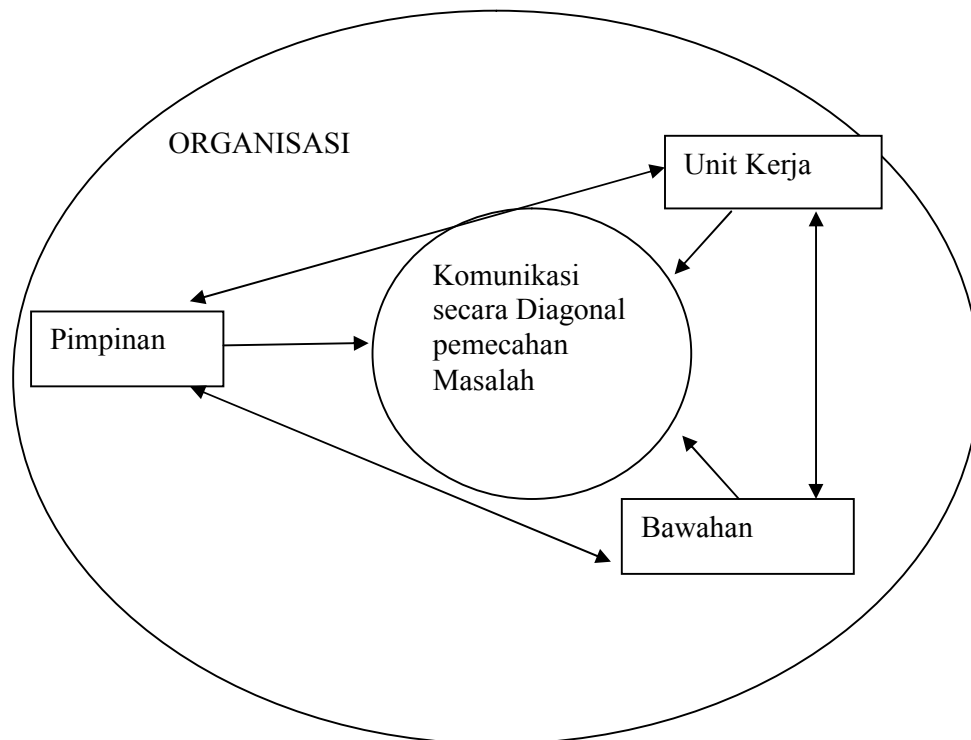 ORGANISASI
Unit Kerja
Komunikasi
secara Diagonal
pemecahan
Masalah
Pimpinan
Bawahan